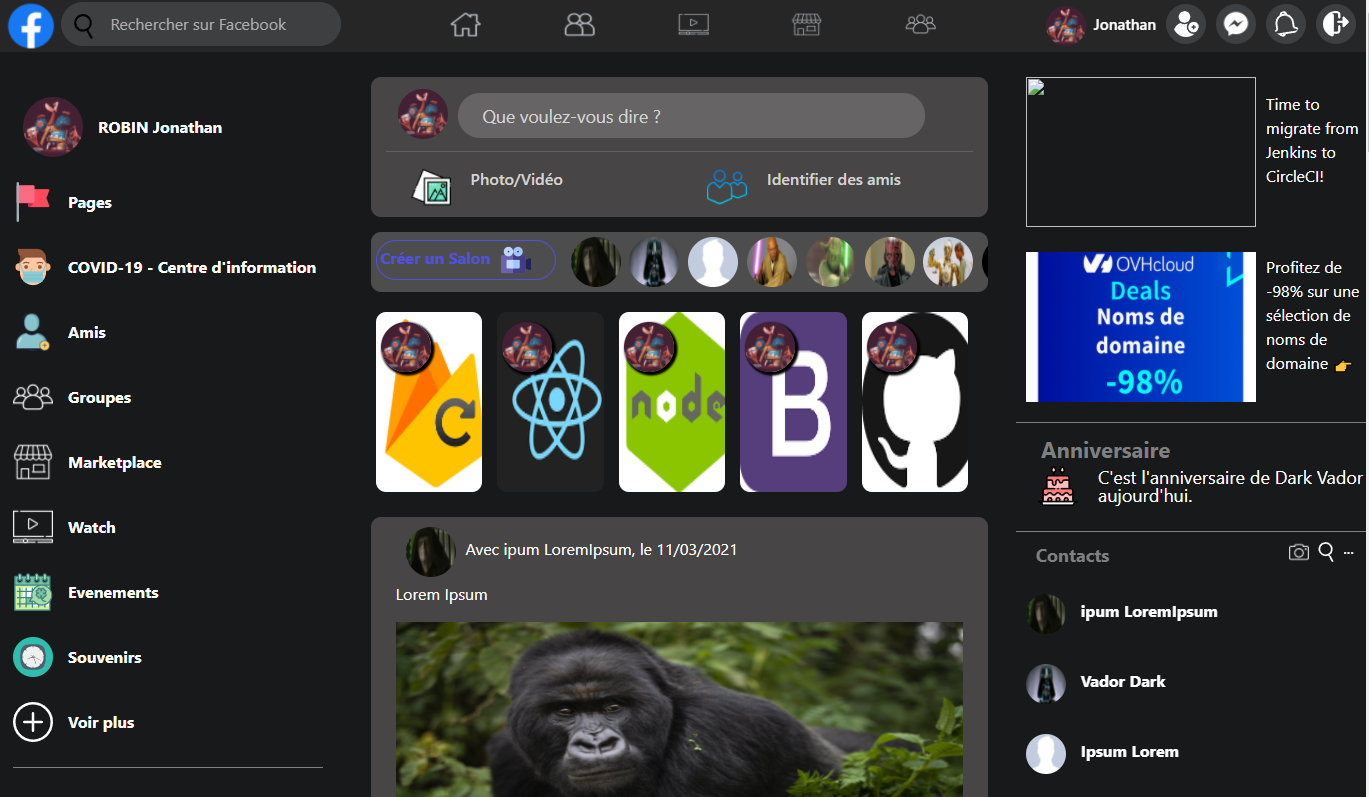 Rechercher sur Facebook
Jonathan
ROBIN Jonathan
Pages
COVID-19 - Centre d'information
Amis
Groupes
Marketplace
Watch
Evenements
Souvenirs
Voir plus
Que voulez-vous dire ?
Photo/Vidéo
Identifier des amis
Créer un Salon
node
B
Avec ipum LoremIpsum, le 11/03/2021
Lorem Ipsum
Time to
migrate from
Jenkins to
CircleCI!
OVHcloud
Deals
Noms de
domaine
-98%
Profitez de
-98% sur une
sélection de
noms de
domaine 👉
Anniversaire
C'est l'anniversaire de Dark Vador
aujourd'hui.
Contacts
ipum LoremIpsum
Vador Dark
Ipsum Lorem